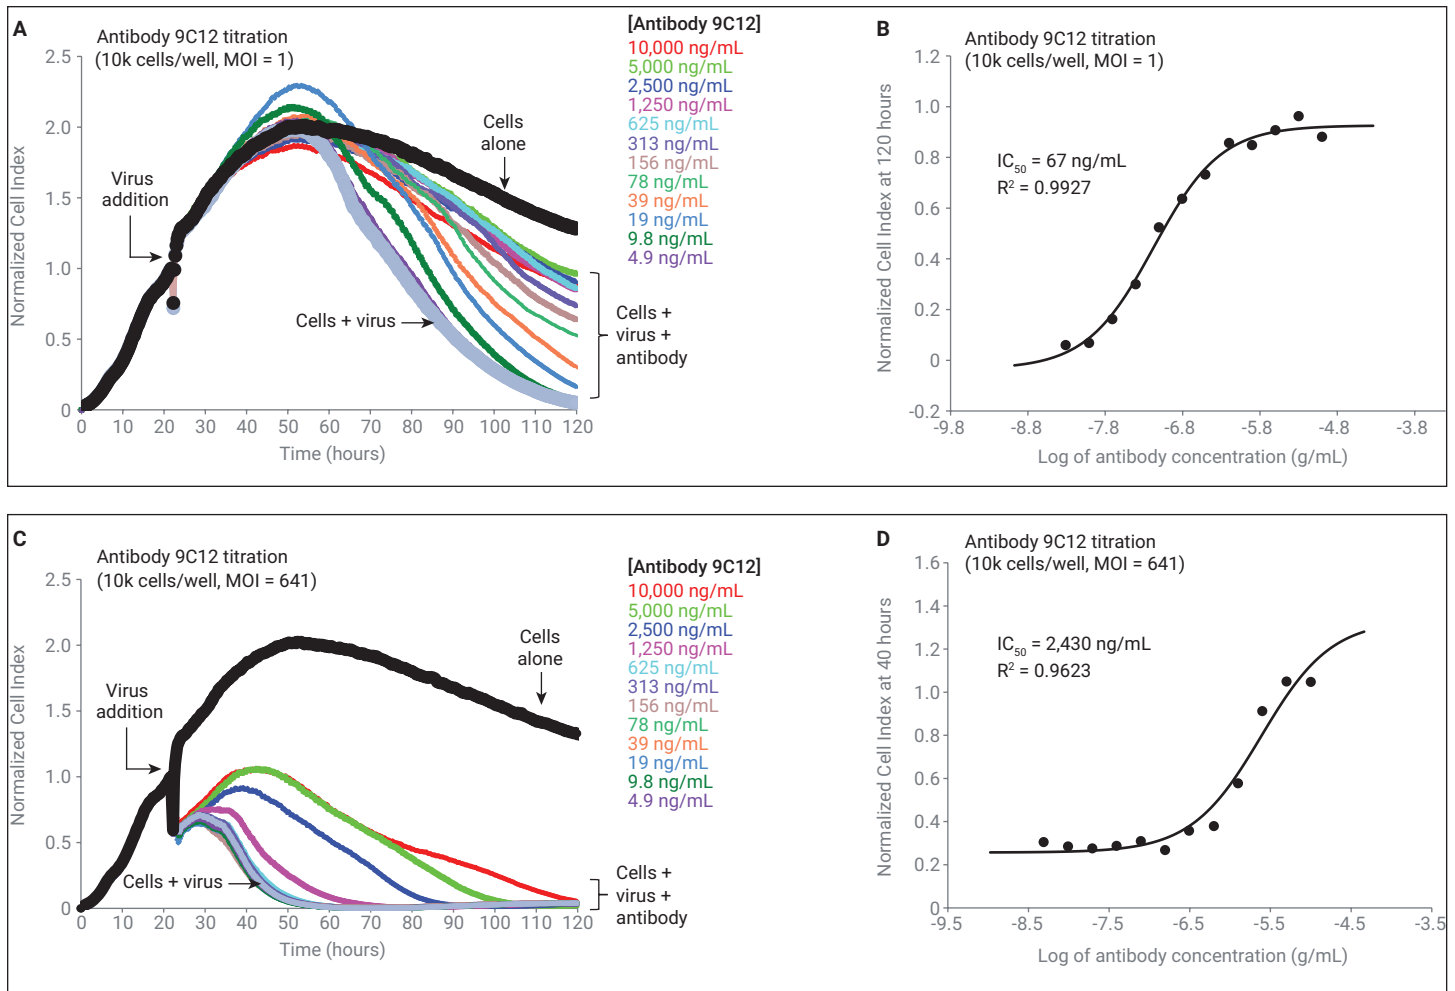 A
Antibody 9C12 titration
(10k cells/well, MOI = 1)
Normalized Cell Index
2.5
2.0
1.5
1.0
0.5
0
0 10 20 30 40 50 60 70 80 90 100 110 120
Time (hours)
Virus
addition
Cells
alone
Cells + virus
Cells +
virus +
antibody
[Antibody 9C12]
10,000 ng/mL
5,000 ng/mL
2,500 ng/mL
1,250 ng/mL
625 ng/mL
313 ng/mL
156 ng/mL
78 ng/mL
39 ng/mL
19 ng/mL
9.8 ng/mL
4.9 ng/mL
B
Antibody 9C12 titration
(10k cells/well, MOI = 1)
Normalized Cell Index at 120 hours
1.2
1.0
0.8
0.6
0.4
0.2
0
-0.2
IC50 = 67 ng/mL
R2 = 0.9927
-9.8 -8.8 -7.8 -6.8 -5.8 -4.8 -3.8
Log of antibody concentration (g/mL)
C
Antibody 9C12 titration
(10k cells/well, MOI = 641)
Normalized Cell Index
2.5
2.0
1.5
1.0
0.5
0
0 10 20 30 40 50 60 70 80 90 100 110 120
Time (hours)
Virus
addition
Cells
alone
Cells + virus
Cells +
virus +
antibody
[Antibody 9C12]
10,000 ng/mL
5,000 ng/mL
2,500 ng/mL
1,250 ng/mL
625 ng/mL
313 ng/mL
156 ng/mL
78 ng/mL
39 ng/mL
19 ng/mL
9.8 ng/mL
4.9 ng/mL
D
Antibody 9C12 titration
(10k cells/well, MOI = 641)
Normalized Cell Index at 40 hours
1.6
1.4
1.2
1.0
0.8
0.6
0.4
0.2
0
IC50 = 2,430 ng/mL
R2 = 0.9623
-9.5 -8.5 -7.5 -6.5 -5.5 -4.5 -3.5
Log of antibody concentration (g/mL)